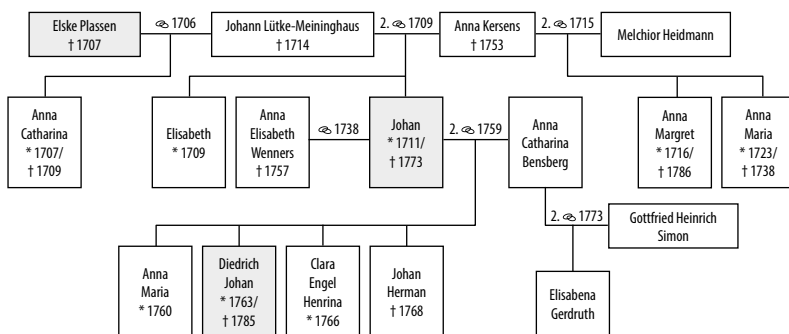 Elske Plassen
† 1707
⚭ 1706
Johann Lütke-Meininghaus
† 1714
2. ⚭ 1709
Anna Kersens
† 1753
2. ⚭ 1715
Melchior Heidmann
Anna
Catharina
* 1707/
† 1709
Elisabeth
* 1709
Anna
Elisabeth
Wenners
† 1757
⚭ 1738
Johan
* 1711/
† 1773
2. ⚭ 1759
Anna
Catharina
Bensberg
Anna
Margret
* 1716/
† 1786
Anna
Maria
* 1723/
† 1738
2. ⚭ 1773
Gottfried Heinrich
Simon
Anna
Maria
* 1760
Diedrich
Johan
* 1763/
† 1785
Clara
Engel
Henrina
* 1766
Johan
Herman
† 1768
Elisabena
Gerdruth